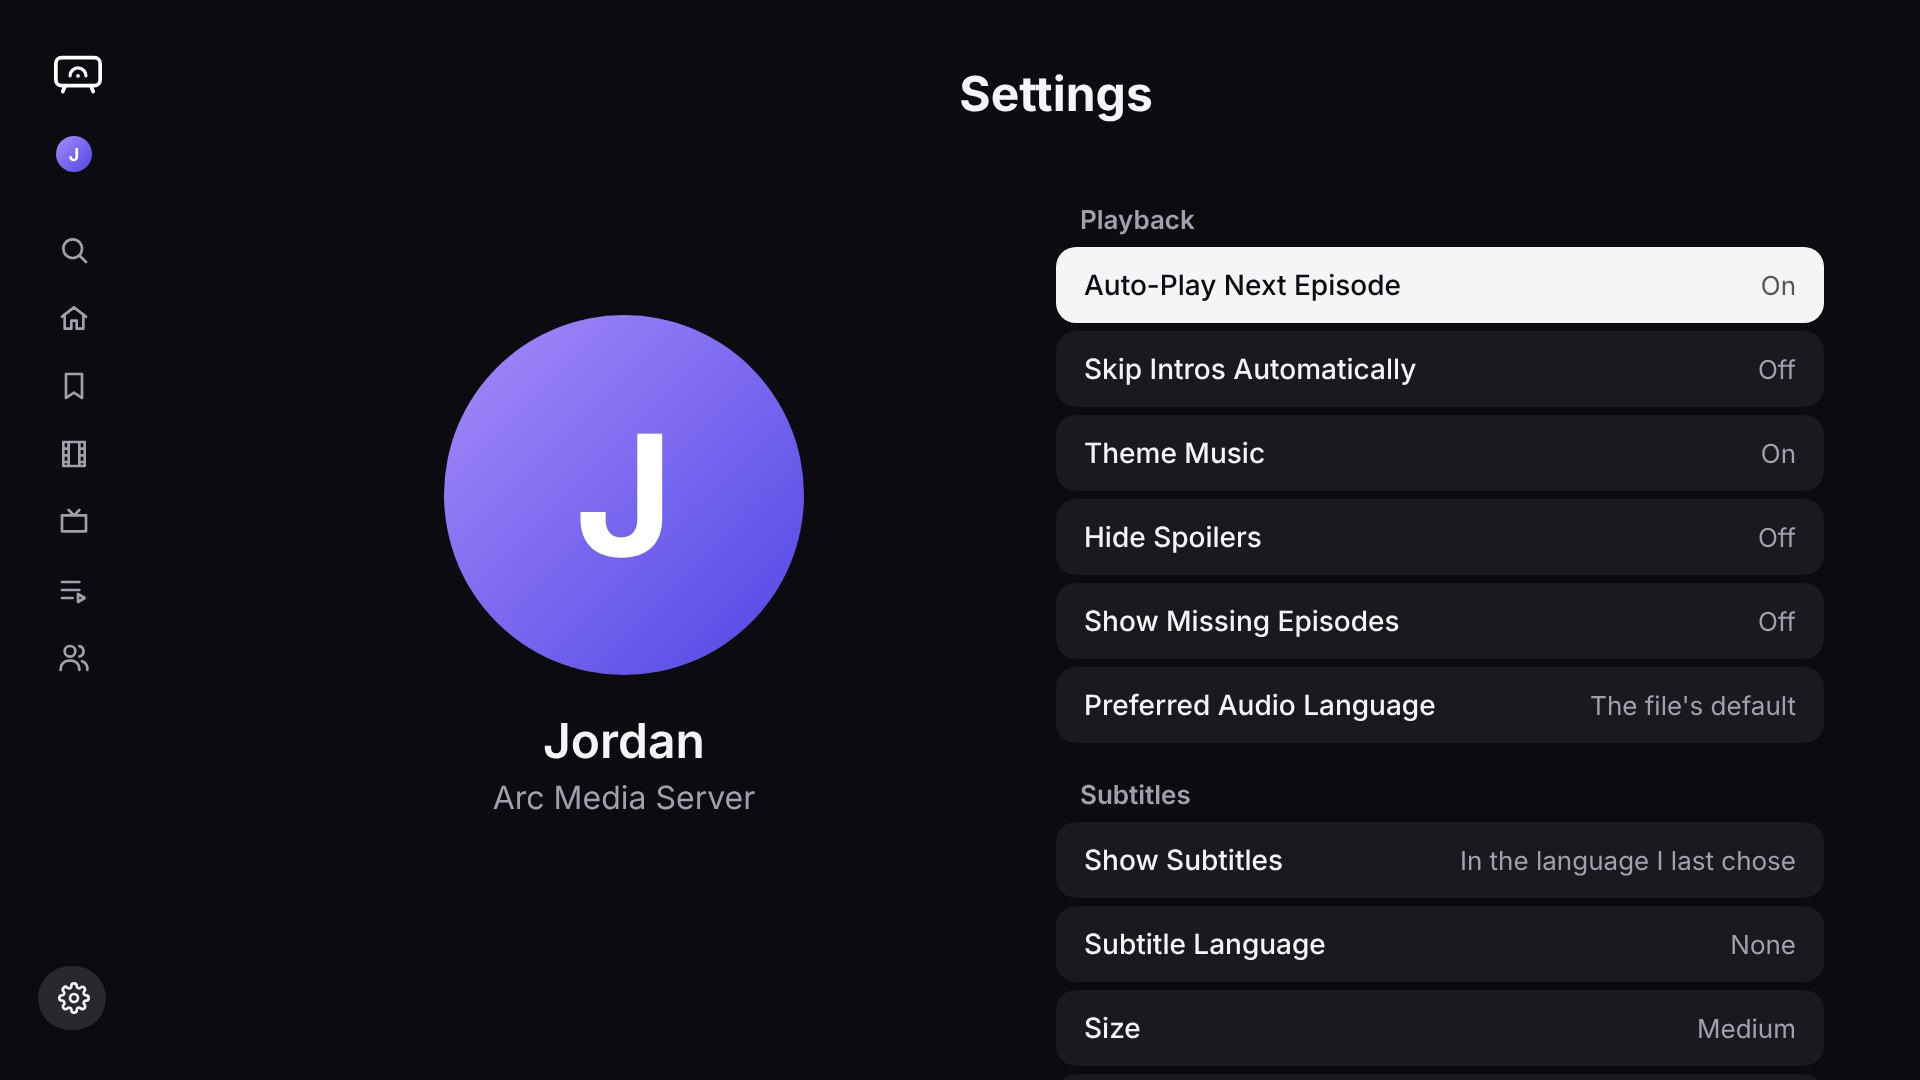 J
Settings
J
Jordan
Arc Media Server
Playback
Auto-Play Next Episode On
Skip Intros Automatically Off
Theme Music On
Hide Spoilers Off
Show Missing Episodes Off
Preferred Audio Language The file's default
Subtitles
Show Subtitles In the language I last chose
Subtitle Language None
Size Medium